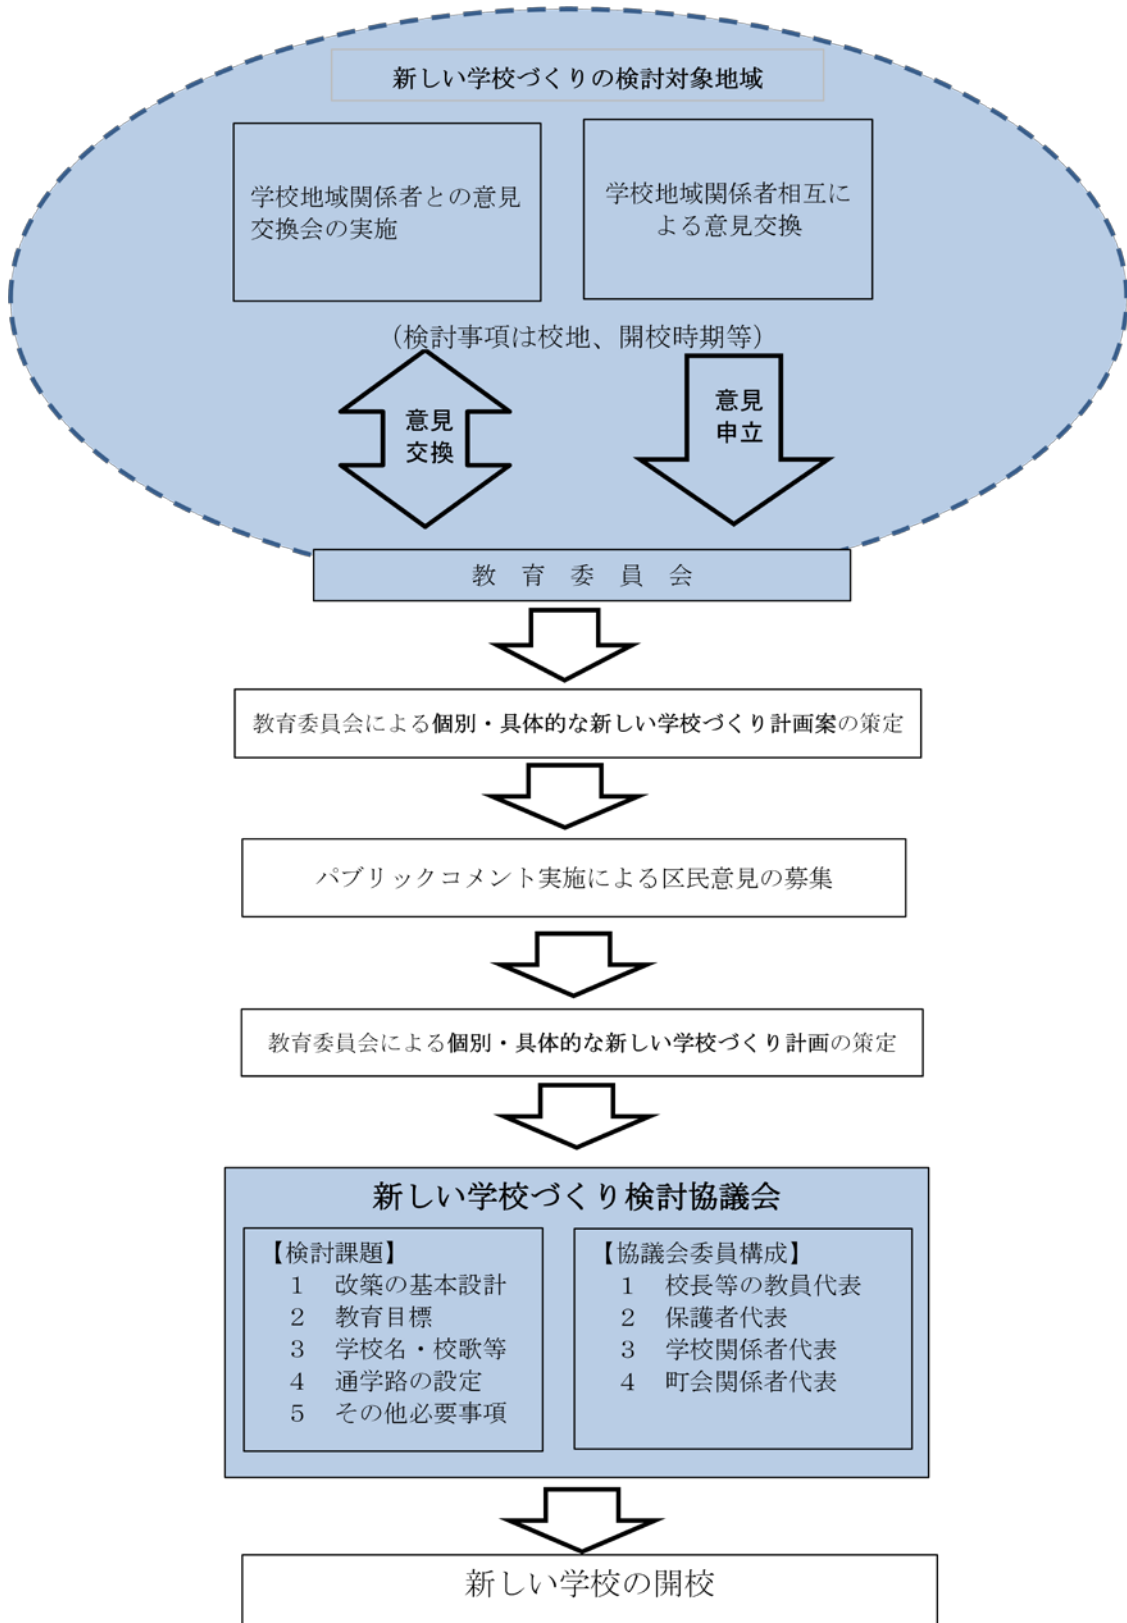 新しい学校づくりの検討対象地域
学校地域関係者との意見
交換会の実施
学校地域関係者相互に
よる意見交換
（検討事項は校地、開校時期等）
意見
交換
意見
申立
教　育　委　員　会
教育委員会による個別・具体的な新しい学校づくり計画案の策定
パブリックコメント実施による区民意見の募集
教育委員会による個別・具体的な新しい学校づくり計画の策定
新しい学校づくり検討協議会
【検討課題】
１　改築の基本設計
２　教育目標
３　学校名・校歌等
４　通学路の設定
５　その他必要事項
【協議会委員構成】
１　校長等の教員代表
２　保護者代表
３　学校関係者代表
４　町会関係者代表
新しい学校の開校